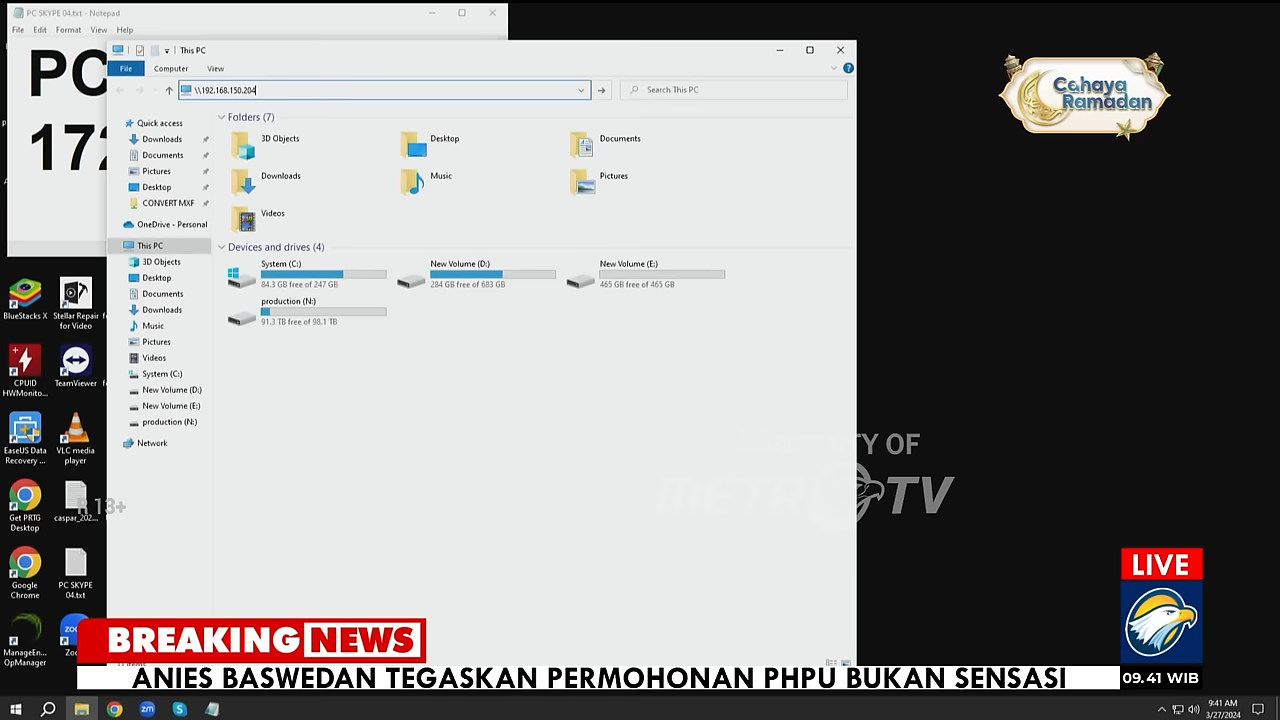 PC SKYPE 04.txt - Notepad
File Edit Format View Help
PC
172
This PC
File Computer View
\\192.168.150.204
Search This PC
Quick access
Downloads
Documents
Pictures
Desktop
CONVERT MXF
OneDrive - Personal
This PC
3D Objects
Desktop
Documents
Downloads
Music
Pictures
Videos
System (C:)
New Volume (D:)
New Volume (E:)
production (N:)
Network
Folders (7)
3D Objects
Desktop
Documents
Downloads
Music
Pictures
Videos
Devices and drives (4)
System (C:)
84.3 GB free of 247 GB
New Volume (D:)
284 GB free of 683 GB
New Volume (E:)
465 GB free of 465 GB
production (N:)
91.3 TB free of 98.1 TB
BlueStacks X
Stellar Repair
for Video
CPUID
HWMonito...
TeamViewer
EaseUS Data
Recovery ...
VLC media
player
Get PRTG
Desktop
caspar_202...
Google
Chrome
PC SKYPE
04.txt
ManageEn...
OpManager
Zoo
R 13+
Cahaya
Ramadan
TY OF
METRO TV
LIVE
BREAKING NEWS
ANIES BASWEDAN TEGASKAN PERMOHONAN PHPU BUKAN SENSASI
09.41 WIB
9:41 AM
3/27/2024